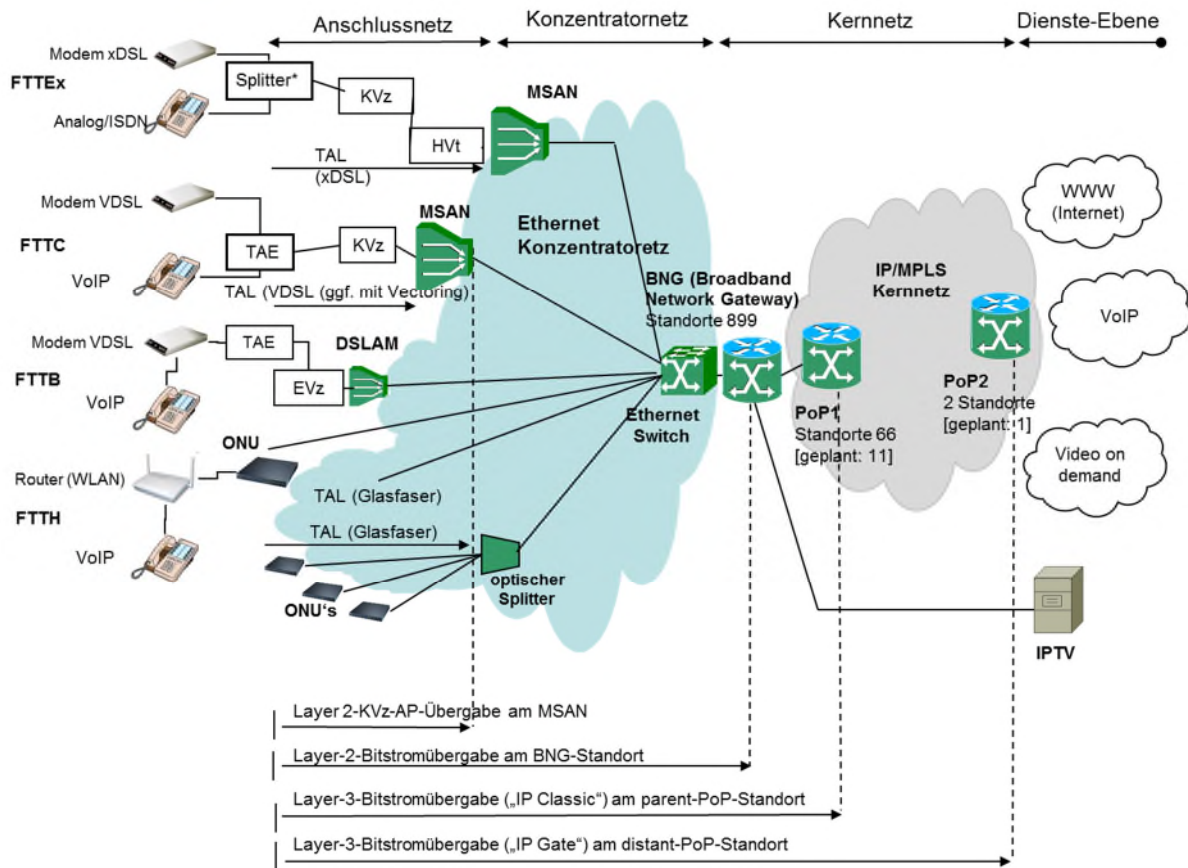 Anschlussnetz
Konzentratornetz
Kernnetz
Dienste-Ebene
Modem xDSL
FTTEx
Splitter*
KVz
MSAN
Analog/ISDN
HVt
TAL
(xDSL)
Modem VDSL
MSAN
FTTC
TAE
KVz
VoIP
TAL (VDSL (ggf. mit Vectoring)
Ethernet
Konzentratoretz
BNG (Broadband
Network Gateway)
Standorte 899
IP/MPLS
Kernnetz
WWW
(Internet)
VoIP
Modem VDSL
TAE
DSLAM
FTTB
EVz
VoIP
Ethernet
Switch
PoP1
Standorte 66
[geplant: 11]
PoP2
2 Standorte
[geplant: 1]
Video on
demand
ONU
Router (WLAN)
TAL (Glasfaser)
FTTH
TAL (Glasfaser)
VoIP
optischer
Splitter
ONU‘s
IPTV
Layer 2-KVz-AP-Übergabe am MSAN
Layer-2-Bitstromübergabe am BNG-Standort
Layer-3-Bitstromübergabe („IP Classic“) am parent-PoP-Standort
Layer-3-Bitstromübergabe („IP Gate“) am distant-PoP-Standort